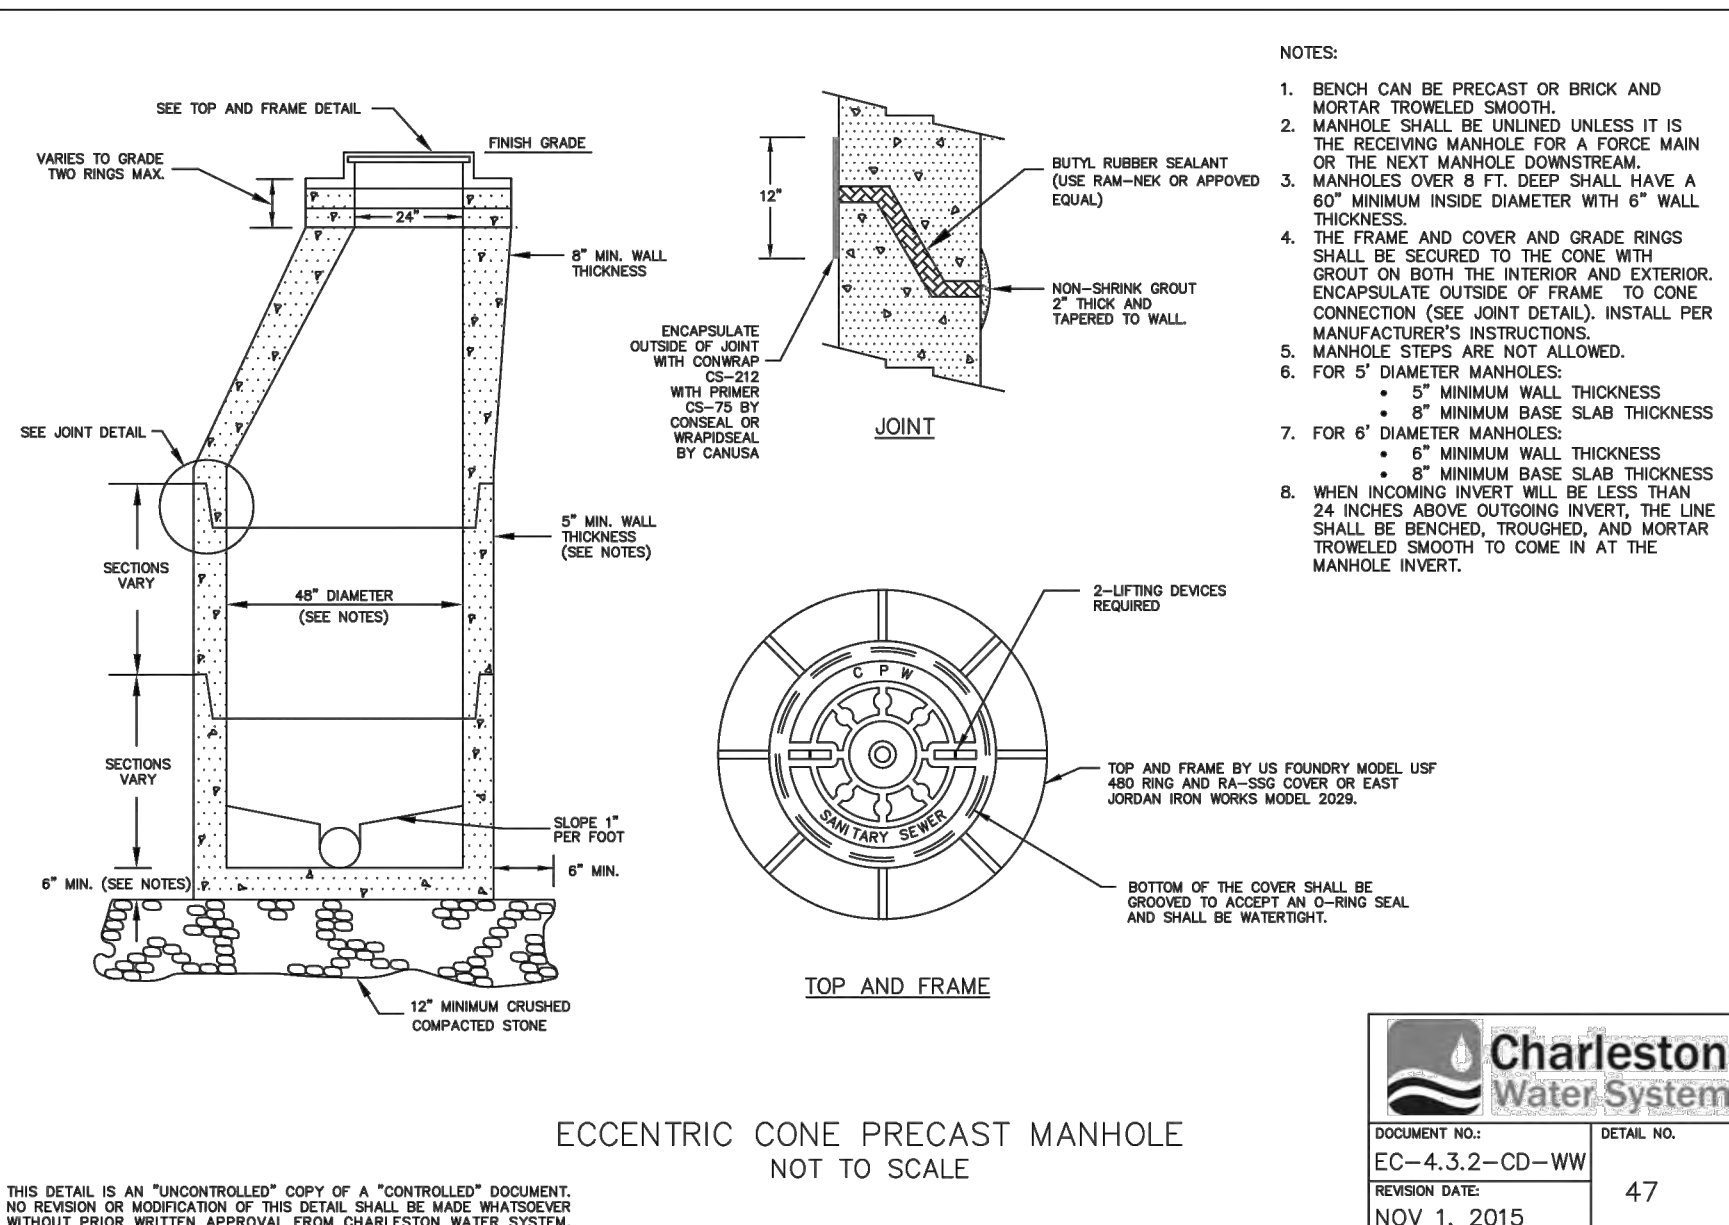 SEE TOP AND FRAME DETAIL
FINISH GRADE
VARIES TO GRADE
TWO RINGS MAX.
24"
8" MIN. WALL
THICKNESS
SEE JOINT DETAIL
5" MIN. WALL
THICKNESS
(SEE NOTES)
SECTIONS
VARY
48" DIAMETER
(SEE NOTES)
SECTIONS
VARY
SLOPE 1"
PER FOOT
6" MIN. (SEE NOTES)
6" MIN.
12" MINIMUM CRUSHED
COMPACTED STONE
12"
BUTYL RUBBER SEALANT
(USE RAM-NEK OR APPOVED
EQUAL)
NON-SHRINK GROUT
2" THICK AND
TAPERED TO WALL.
ENCAPSULATE
OUTSIDE OF JOINT
WITH CONWRAP
CS-212
WITH PRIMER
CS-75 BY
CONSEAL OR
WRAPIDSEAL
BY CANUSA
JOINT
2-LIFTING DEVICES
REQUIRED
C P W
SANITARY SEWER
TOP AND FRAME BY US FOUNDRY MODEL USF
480 RING AND RA-SSG COVER OR EAST
JORDAN IRON WORKS MODEL 2029.
BOTTOM OF THE COVER SHALL BE
GROOVED TO ACCEPT AN O-RING SEAL
AND SHALL BE WATERTIGHT.
TOP AND FRAME
NOTES:
1. BENCH CAN BE PRECAST OR BRICK AND
MORTAR TROWELED SMOOTH.
2. MANHOLE SHALL BE UNLINED UNLESS IT IS
THE RECEIVING MANHOLE FOR A FORCE MAIN
OR THE NEXT MANHOLE DOWNSTREAM.
3. MANHOLES OVER 8 FT. DEEP SHALL HAVE A
60" MINIMUM INSIDE DIAMETER WITH 6" WALL
THICKNESS.
4. THE FRAME AND COVER AND GRADE RINGS
SHALL BE SECURED TO THE CONE WITH
GROUT ON BOTH THE INTERIOR AND EXTERIOR.
ENCAPSULATE OUTSIDE OF FRAME TO CONE
CONNECTION (SEE JOINT DETAIL). INSTALL PER
MANUFACTURER'S INSTRUCTIONS.
5. MANHOLE STEPS ARE NOT ALLOWED.
6. FOR 5' DIAMETER MANHOLES:
• 5" MINIMUM WALL THICKNESS
• 8" MINIMUM BASE SLAB THICKNESS
7. FOR 6' DIAMETER MANHOLES:
• 6" MINIMUM WALL THICKNESS
• 8" MINIMUM BASE SLAB THICKNESS
8. WHEN INCOMING INVERT WILL BE LESS THAN
24 INCHES ABOVE OUTGOING INVERT, THE LINE
SHALL BE BENCHED, TROUGHED, AND MORTAR
TROWELED SMOOTH TO COME IN AT THE
MANHOLE INVERT.
ECCENTRIC CONE PRECAST MANHOLE
NOT TO SCALE
THIS DETAIL IS AN "UNCONTROLLED" COPY OF A "CONTROLLED" DOCUMENT.
NO REVISION OR MODIFICATION OF THIS DETAIL SHALL BE MADE WHATSOEVER
WITHOUT PRIOR WRITTEN APPROVAL FROM CHARLESTON WATER SYSTEM.
Charleston
Water System
DOCUMENT NO.:
EC-4.3.2-CD-WW
DETAIL NO.
47
REVISION DATE:
NOV 1, 2015